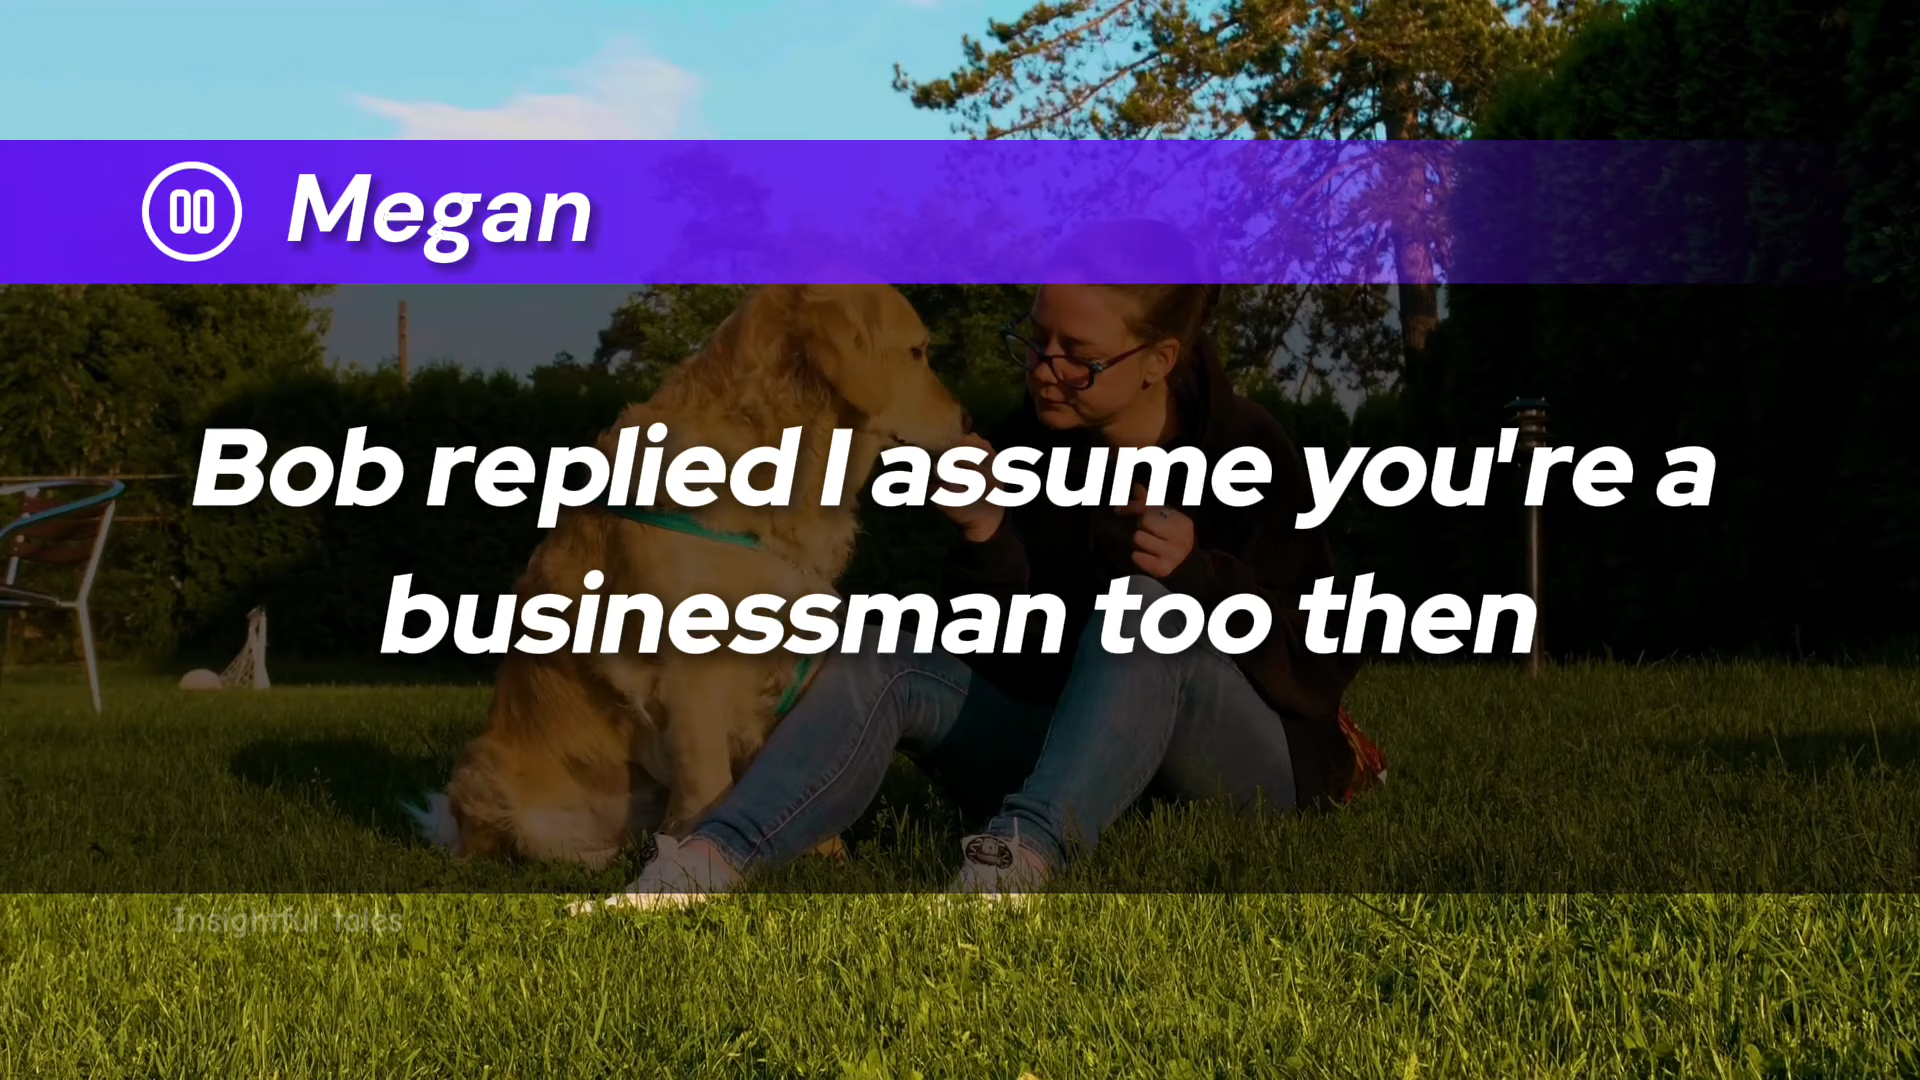 Megan
Bob replied I assume you're a
businessman too then
Insightful tales